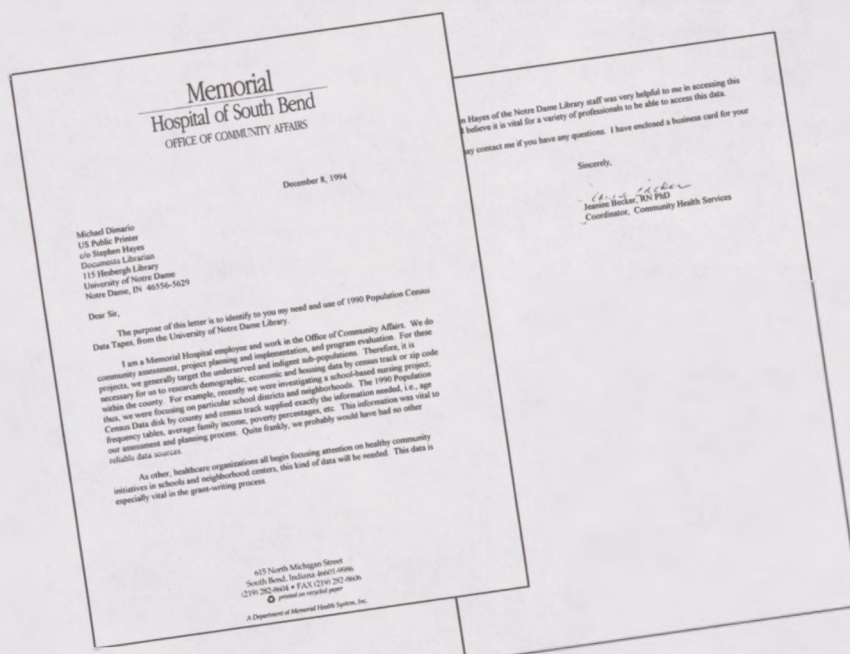 Memorial
Hospital of South Bend
OFFICE OF COMMUNITY AFFAIRS
December 8, 1994
Michael Dimario
US Public Printer
c/o Stephen Hayes
Documents Librarian
115 Hesbergh Library
University of Notre Dame
Notre Dame, IN 46556-5629
Dear Sir,
The purpose of this letter is to identify to you my need and use of 1990 Population Census
Data Tapes, from the University of Notre Dame Library.
I am a Memorial Hospital employee and work in the Office of Community Affairs. We do
community assessment, project planning and implementation, and program evaluation. For these
projects, we generally target the underserved and indigent sub-populations. Therefore, it is
necessary for us to research demographic, economic and housing data by census track or zip code
within the county. For example, recently we were investigating a school-based nursing project;
thus, we were focusing on particular school districts and neighborhoods. The 1990 Population
Census Data disk by county and census track supplied exactly the information needed, i.e., age
frequency tables, average family income, poverty percentages, etc. This information was vital to
our assessment and planning process. Quite frankly, we probably would have had no other
reliable data sources.
As other, healthcare organizations all begin focusing attention on healthy community
initiatives in schools and neighborhood centers, this kind of data will be needed. This data is
especially vital in the grant-writing process.
615 North Michigan Street
South Bend, Indiana 46601-9986
(219) 282-8604 • FAX (219) 282-8606
printed on recycled paper
A Department of Memorial Health System, Inc.
n Hayes of the Notre Dame Library staff was very helpful to me in accessing this
I believe it is vital for a variety of professionals to be able to access this data.
ay contact me if you have any questions. I have enclosed a business card for your
Sincerely,
Jeanine Becker, RN PhD
Coordinator, Community Health Services